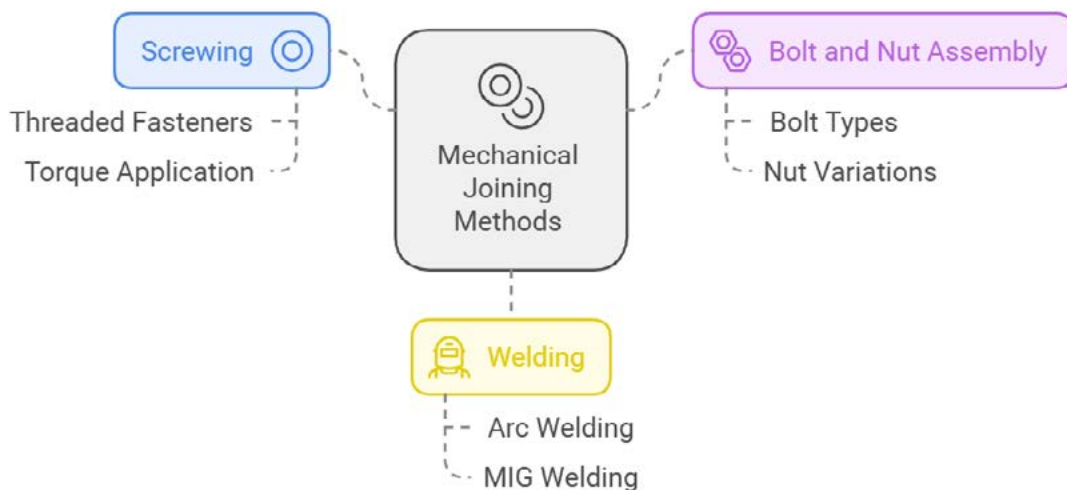 Screwing
Threaded Fasteners
Torque Application
Mechanical
Joining
Methods
Bolt and Nut Assembly
Bolt Types
Nut Variations
Welding
Arc Welding
MIG Welding